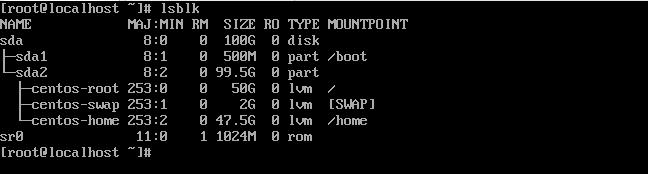 [root@localhost ~]# lsblk
NAME            MAJ:MIN RM  SIZE RO TYPE MOUNTPOINT
sda               8:0    0  100G  0 disk
├─sda1            8:1    0  500M  0 part /boot
└─sda2            8:2    0 99.5G  0 part
  ├─centos-root 253:0    0   50G  0 lvm  /
  ├─centos-swap 253:1    0    2G  0 lvm  [SWAP]
  └─centos-home 253:2    0 47.5G  0 lvm  /home
sr0              11:0    1 1024M  0 rom
[root@localhost ~]#